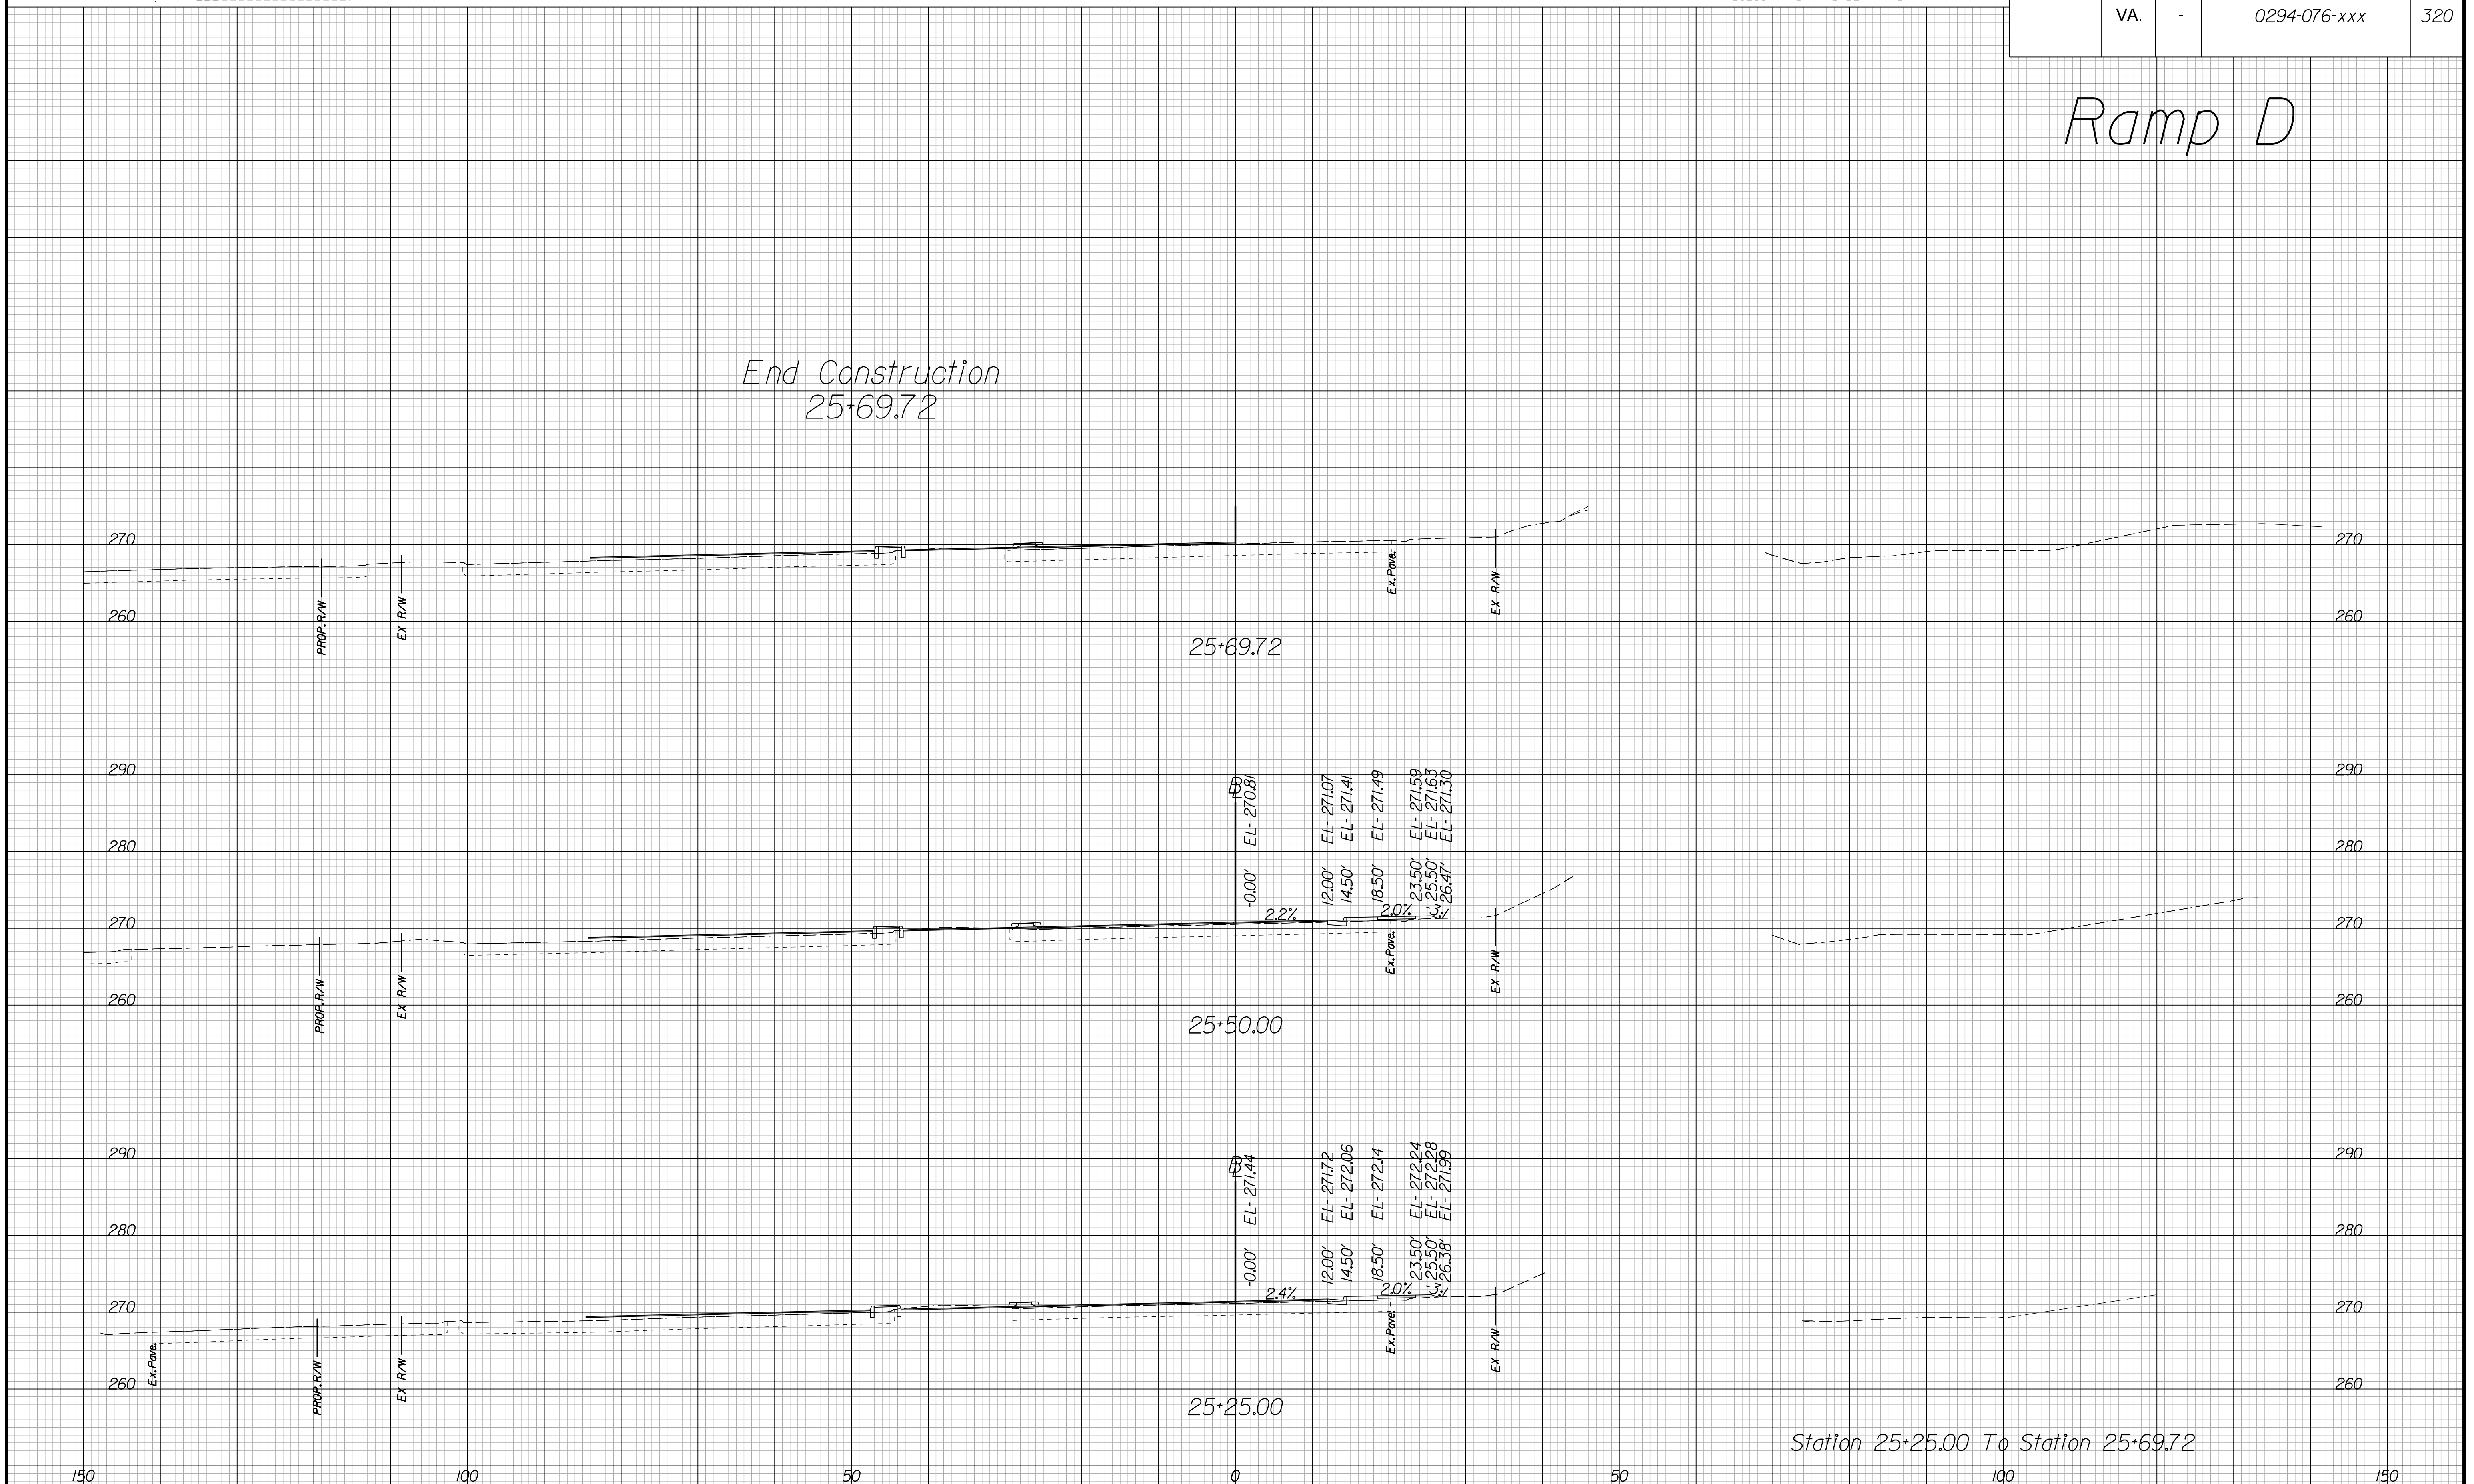 VA. - 0294-076-xxx 320
Ramp D
End Construction
25+69.72
270 270
PROP.R/W
EX R/W
Ex.Pave.
EX R/W
260 260
25+69.72
290 290
BL
-0.00' EL- 270.81
12.00' EL- 271.07
14.50' EL- 271.41
18.50' EL- 271.49
23.50' EL- 271.59
25.50' EL- 271.63
26.47' EL- 271.30
280 280
2.2% 2.0% 3:1
270 270
PROP.R/W
EX R/W
Ex.Pave.
EX R/W
260 260
25+50.00
290 290
BL
-0.00' EL- 271.44
12.00' EL- 271.72
14.50' EL- 272.06
18.50' EL- 272.14
23.50' EL- 272.24
25.50' EL- 272.28
26.38' EL- 271.99
280 280
2.4% 2.0% 3:1
270 270
Ex.Pave.
PROP.R/W
EX R/W
Ex.Pave.
EX R/W
260 260
25+25.00
Station 25+25.00 To Station 25+69.72
150 100 50 0 50 100 150